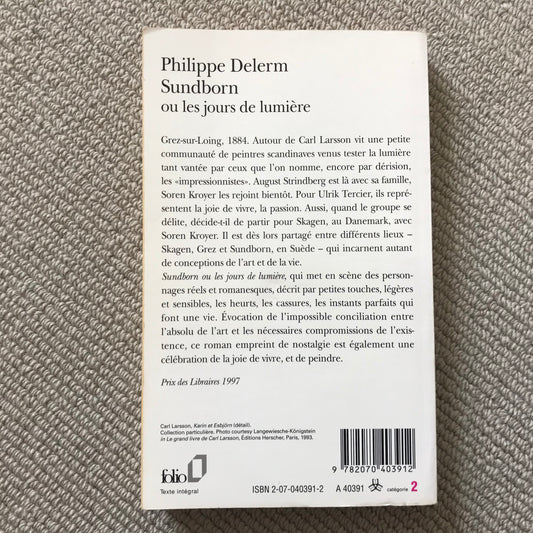 Philippe Delerm
Sundborn
ou les jours de lumière
Grez-sur-Loing, 1884. Autour de Carl Larsson vit une petite
communauté de peintres scandinaves venus tester la lumière
tant vantée par ceux que l'on nomme, encore par dérision,
les «impressionnistes». August Strindberg est là avec sa famille,
Soren Kroyer les rejoint bientôt. Pour Ulrik Tercier, ils repré-
sentent la joie de vivre, la passion. Aussi, quand le groupe se
délite, décide-t-il de partir pour Skagen, au Danemark, avec
Soren Kroyer. Il est dès lors partagé entre différents lieux –
Skagen, Grez et Sundborn, en Suède – qui incarnent autant
de conceptions de l'art et de la vie.
Sundborn ou les jours de lumière, qui met en scène des person-
nages réels et romanesques, décrit par petites touches, légères
et sensibles, les heurts, les cassures, les instants parfaits qui
font une vie. Évocation de l'impossible conciliation entre
l'absolu de l'art et les nécessaires compromissions de l'exis-
tence, ce roman empreint de nostalgie est également une
célébration de la joie de vivre, et de peindre.
Prix des Libraires 1997
Carl Larsson, Karin et Esbjörn (détail).
Collection particulière. Photo courtesy Langewiesche-Königstein
in Le grand livre de Carl Larsson, Éditions Herscher, Paris, 1983.
9 782070 403912
folio
Texte intégral
ISBN 2-07-040391-2 A 40391 catégorie 2